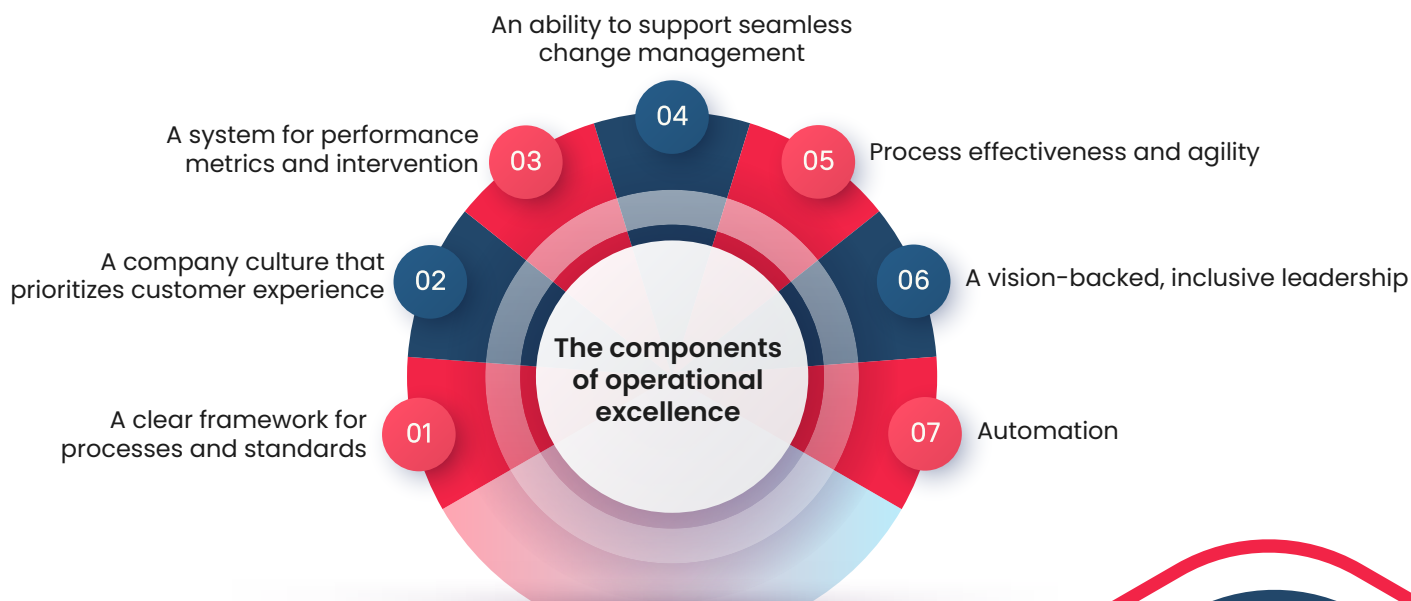 An ability to support seamless
change management
04
A system for performance
metrics and intervention
03
05
Process effectiveness and agility
A company culture that
prioritizes customer experience
02
06
A vision-backed, inclusive leadership
The components
of operational
excellence
A clear framework for
processes and standards
01
07
Automation